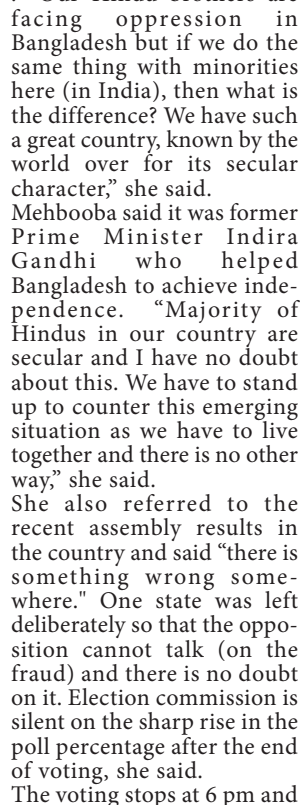 facing oppression in
Bangladesh but if we do the
same thing with minorities
here (in India), then what is
the difference? We have such
a great country, known by the
world over for its secular
character,” she said.
Mehbooba said it was former
Prime Minister Indira
Gandhi who helped
Bangladesh to achieve inde-
pendence. “Majority of
Hindus in our country are
secular and I have no doubt
about this. We have to stand
up to counter this emerging
situation as we have to live
together and there is no other
way,” she said.
She also referred to the
recent assembly results in
the country and said “there is
something wrong some-
where." One state was left
deliberately so that the oppo-
sition cannot talk (on the
fraud) and there is no doubt
on it. Election commission is
silent on the sharp rise in the
poll percentage after the end
of voting, she said.
The voting stops at 6 pm and